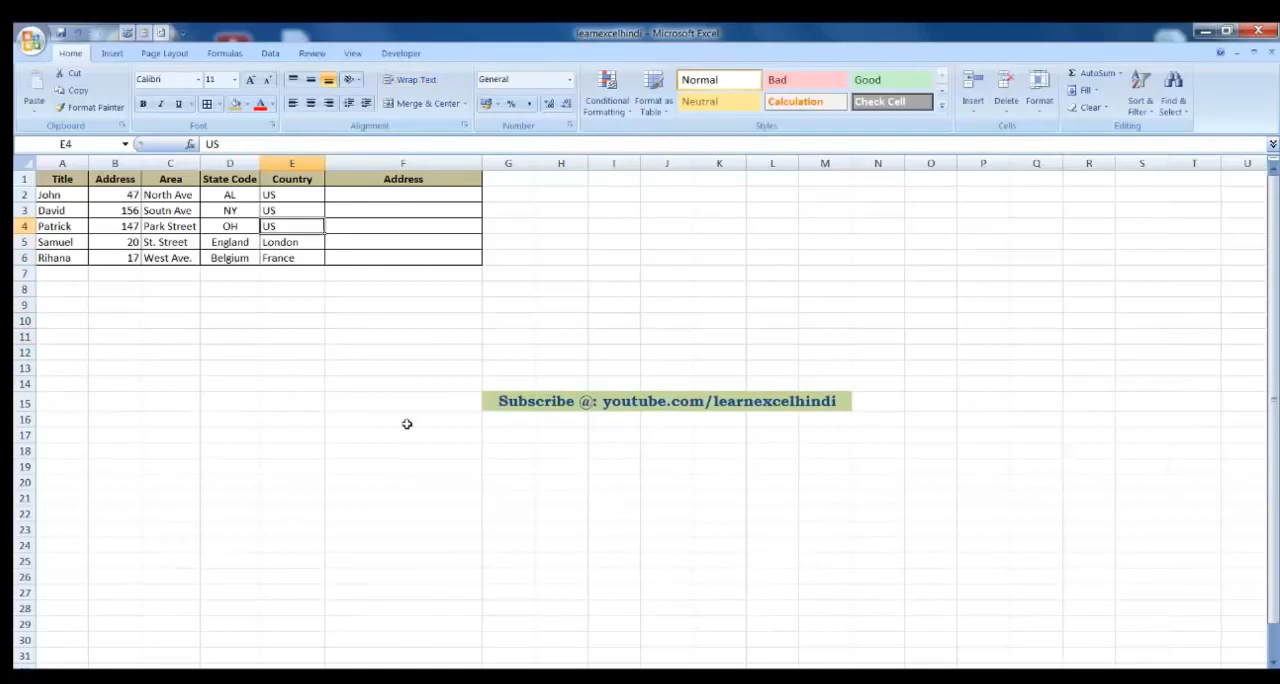 learnexcelhindi - Microsoft Excel
Home Insert Page Layout Formulas Data Review View Developer
Paste
Cut
Copy
Format Painter
Clipboard
Calibri 11
B I U
Font
Wrap Text
Merge & Center
Alignment
General
%
Number
Conditional Formatting
Format as Table
Normal Bad Good
Neutral Calculation Check Cell
Styles
Insert Delete Format
Cells
AutoSum
Fill
Clear
Sort & Filter
Find & Select
Editing
E4 fx US
A B C D E F G H I J K L M N O P Q R S T U
1 Title Address Area State Code Country Address
2 John 47 North Ave AL US
3 David 156 Soutn Ave NY US
4 Patrick 147 Park Street OH US
5 Samuel 20 St. Street England London
6 Rihana 17 West Ave. Belgium France
7
8
9
10
11
12
13
14
15 Subscribe @: youtube.com/learnexcelhindi
16
17
18
19
20
21
22
23
24
25
26
27
28
29
30
31